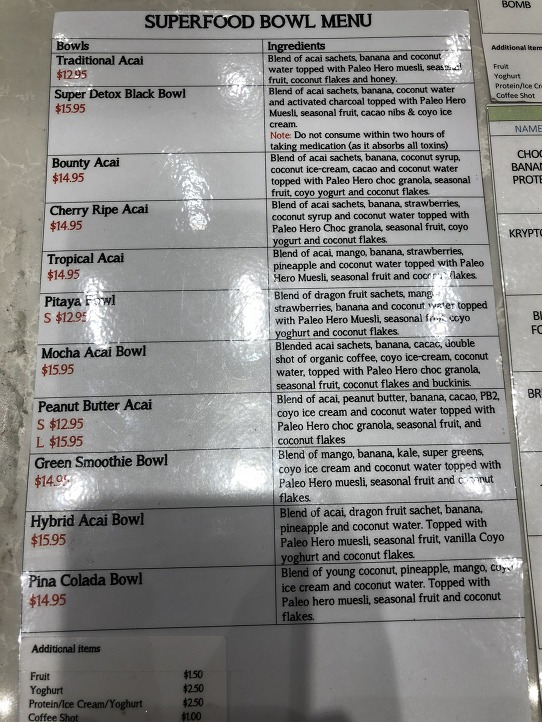 SUPERFOOD BOWL MENU
Bowls Ingredients
Traditional Acai
$12.95
Blend of acai sachets, banana and coconut
water topped with Paleo Hero muesli,
fruit, coconut flakes and honey.
Super Detox Black Bowl
$15.95
Blend of acai sachets, banana, coconut water
and activated charcoal topped with Paleo Hero
Muesli, seasonal fruit, cacao nibs & coyo ice
cream.
Note: Do not consume within two hours of
taking medication (as it absorbs all toxins)
Bounty Acai
$14.95
Blend of acai sachets, banana, coconut syrup,
coconut ice-cream, cacao and coconut water
topped with Paleo Hero choc granola, seasonal
fruit, coyo yogurt and coconut flakes.
Cherry Ripe Acai
$14.95
Blend of acai sachets, banana, strawberries,
coconut syrup and coconut water topped with
Paleo Hero Choc granola, seasonal fruit, coyo
yogurt and coconut flakes.
Tropical Acai
$14.95
Blend of acai, mango, banana, strawberries,
pineapple and coconut water topped with Paleo
Hero Muesli, seasonal fruit and flakes.
Pitaya
S $12.95
Blend of dragon fruit sachets,
strawberries, banana and coconut water topped
with Paleo Hero Muesli, seasonal coyo
yoghurt and coconut flakes.
Mocha Acai Bowl
$15.95
Blended acai sachets, banana, cacao, double
shot of organic coffee, coyo ice-cream, coconut
water, topped with Paleo Hero choc granola,
seasonal fruit, coconut flakes and buckinis.
Peanut Butter Acai
S $12.95
L $15.95
Blend of acai, peanut butter, banana, cacao, PB2,
coyo ice cream and coconut water topped with
Paleo Hero choc granola, seasonal fruit, and
coconut flakes
Green Smoothie Bowl
$14.95
Blend of mango, banana, kale, super greens,
coyo ice cream and coconut water topped with
Paleo Hero muesli, seasonal fruit and coconut
flakes.
Hybrid Acai Bowl
$15.95
Blend of acai, dragon fruit sachet, banana,
pineapple and coconut water. Topped with
Paleo Hero muesli, seasonal fruit, vanilla Coyo
yoghurt and coconut flakes.
Pina Colada Bowl
$14.95
Blend of young coconut, pineapple, mango, coyo
ice cream and coconut water. Topped with
Paleo hero muesli, seasonal fruit and coconut
flakes.
Additional items
Fruit $1.50
Yoghurt $2.50
Protein/Ice Cream/Yoghurt $2.50
Coffee Shot $1.00
BOMB
Additional item
Fruit
Yoghurt
Protein/Ice Cr
Coffee Shot
NAME
CHOC
BANAN
PROTE
KRYPTO